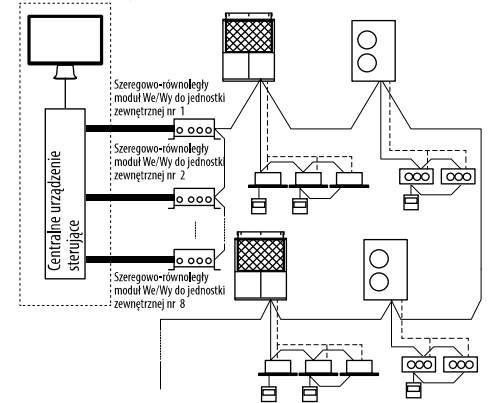 Szeregowo-równoległy
moduł We/Wy do jednostki
zewnętrznej nr 1
Szeregowo-równoległy
moduł We/Wy do jednostki
zewnętrznej nr 2
Centralne urządzenie
sterujące
Szeregowo-równoległy
moduł We/Wy do jednostki
zewnętrznej nr 8